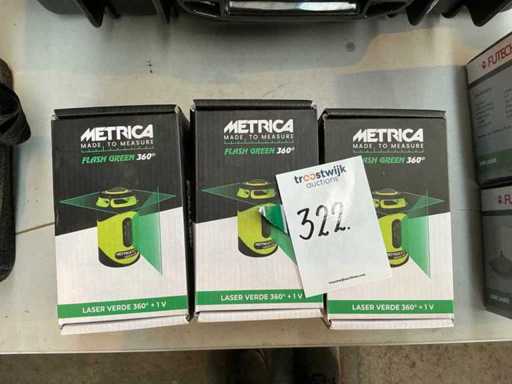 METRICA
MADE TO MEASURE
FLASH GREEN 360°
LASER VERDE 360° + 1 V
METRICA
MADE TO MEASURE
FLASH GREEN 360°
LASER VERDE 360° + 1 V
METRICA
MADE TO MEASURE
FLASH GREEN 360°
LASER VERDE 360° + 1 V
troostwijk
auctions
322.
FUTECH